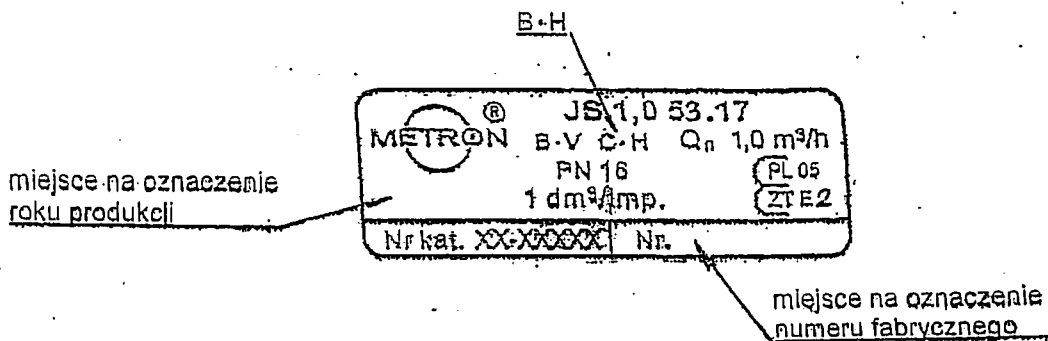 B-H
® JS 1,0 53.17
METRON B-V C-H Qn 1,0 m³/h
PN 16 PL 05
1 dm³/imp. ZT E2
miejsce na oznaczenie
roku produkcji
Nr kat. XX-XXXXX Nr.
miejsce na oznaczenie
numeru fabrycznego